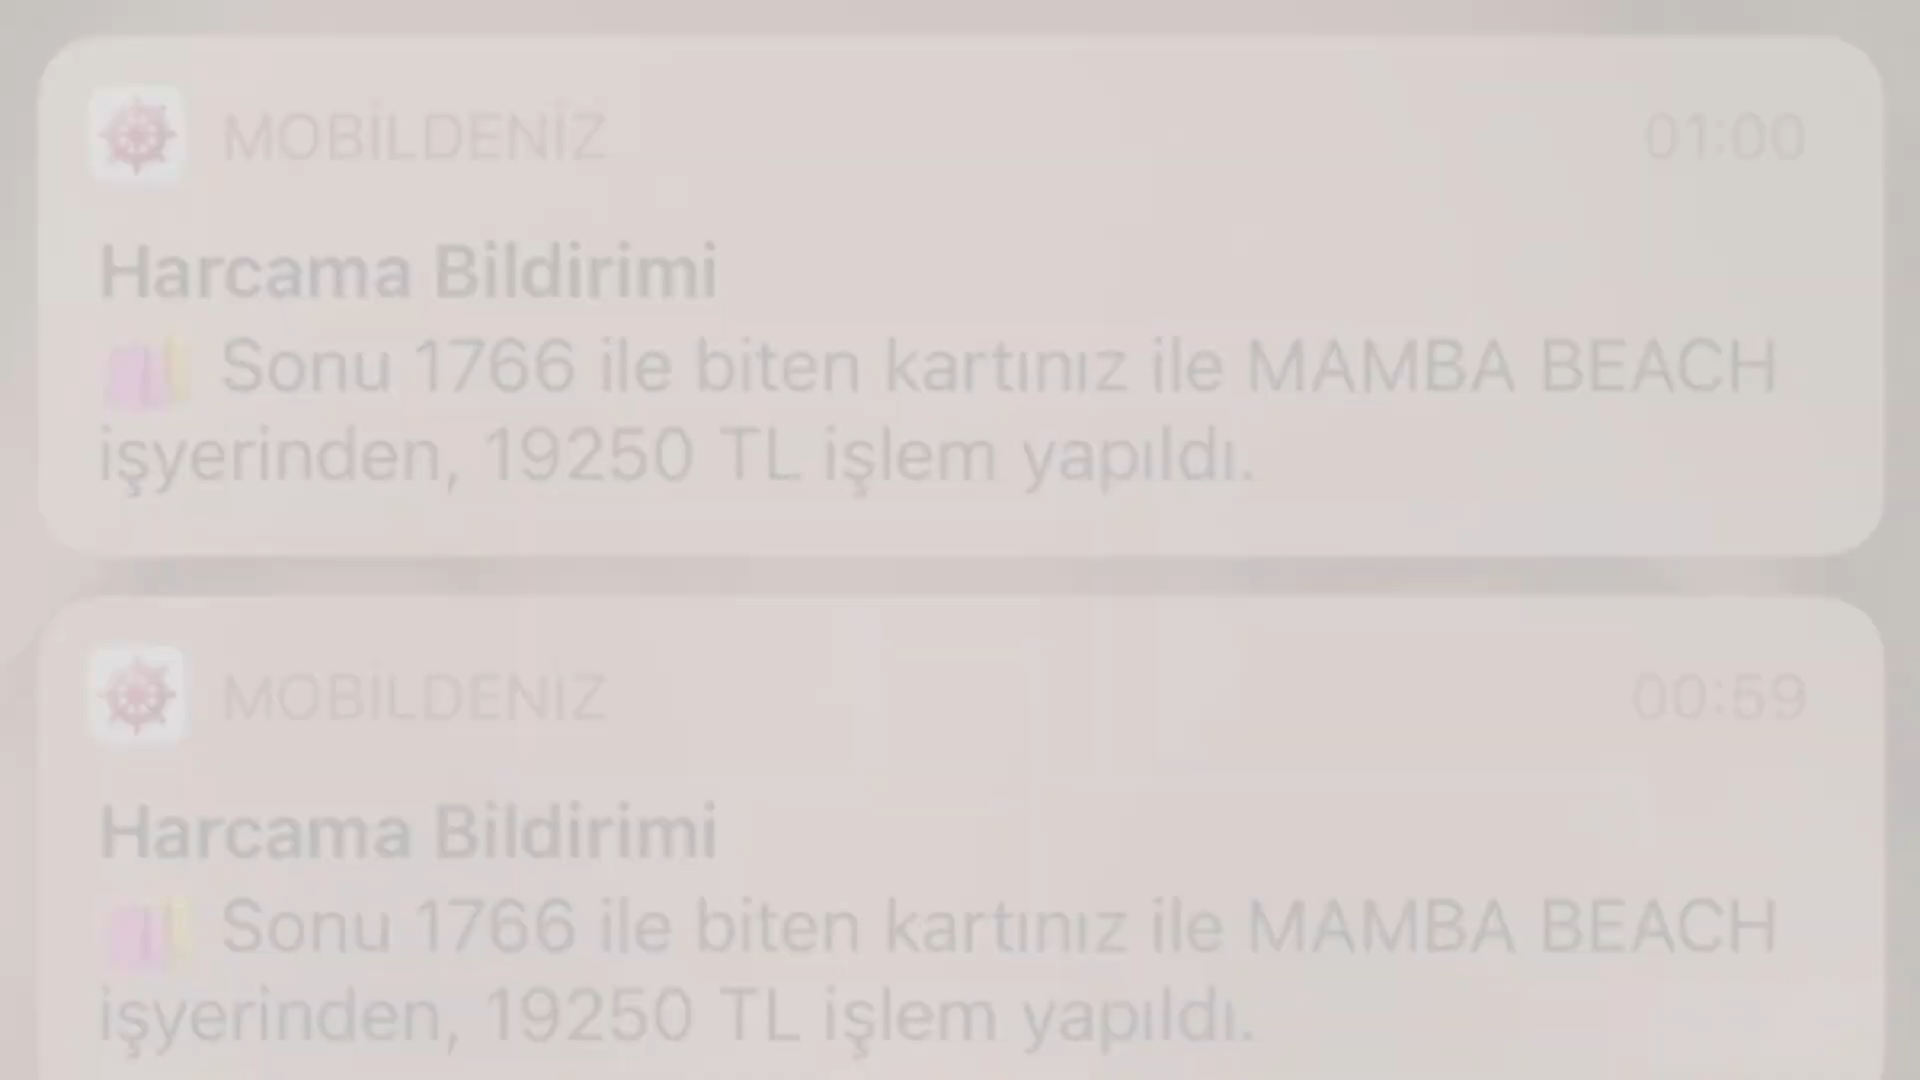 MOBİLDENİZ 01:00
Harcama Bildirimi
Sonu 1766 ile biten kartınız ile MAMBA BEACH
işyerinden, 19250 TL işlem yapıldı.
MOBİLDENİZ 00:59
Harcama Bildirimi
Sonu 1766 ile biten kartınız ile MAMBA BEACH
işyerinden, 19250 TL işlem yapıldı.